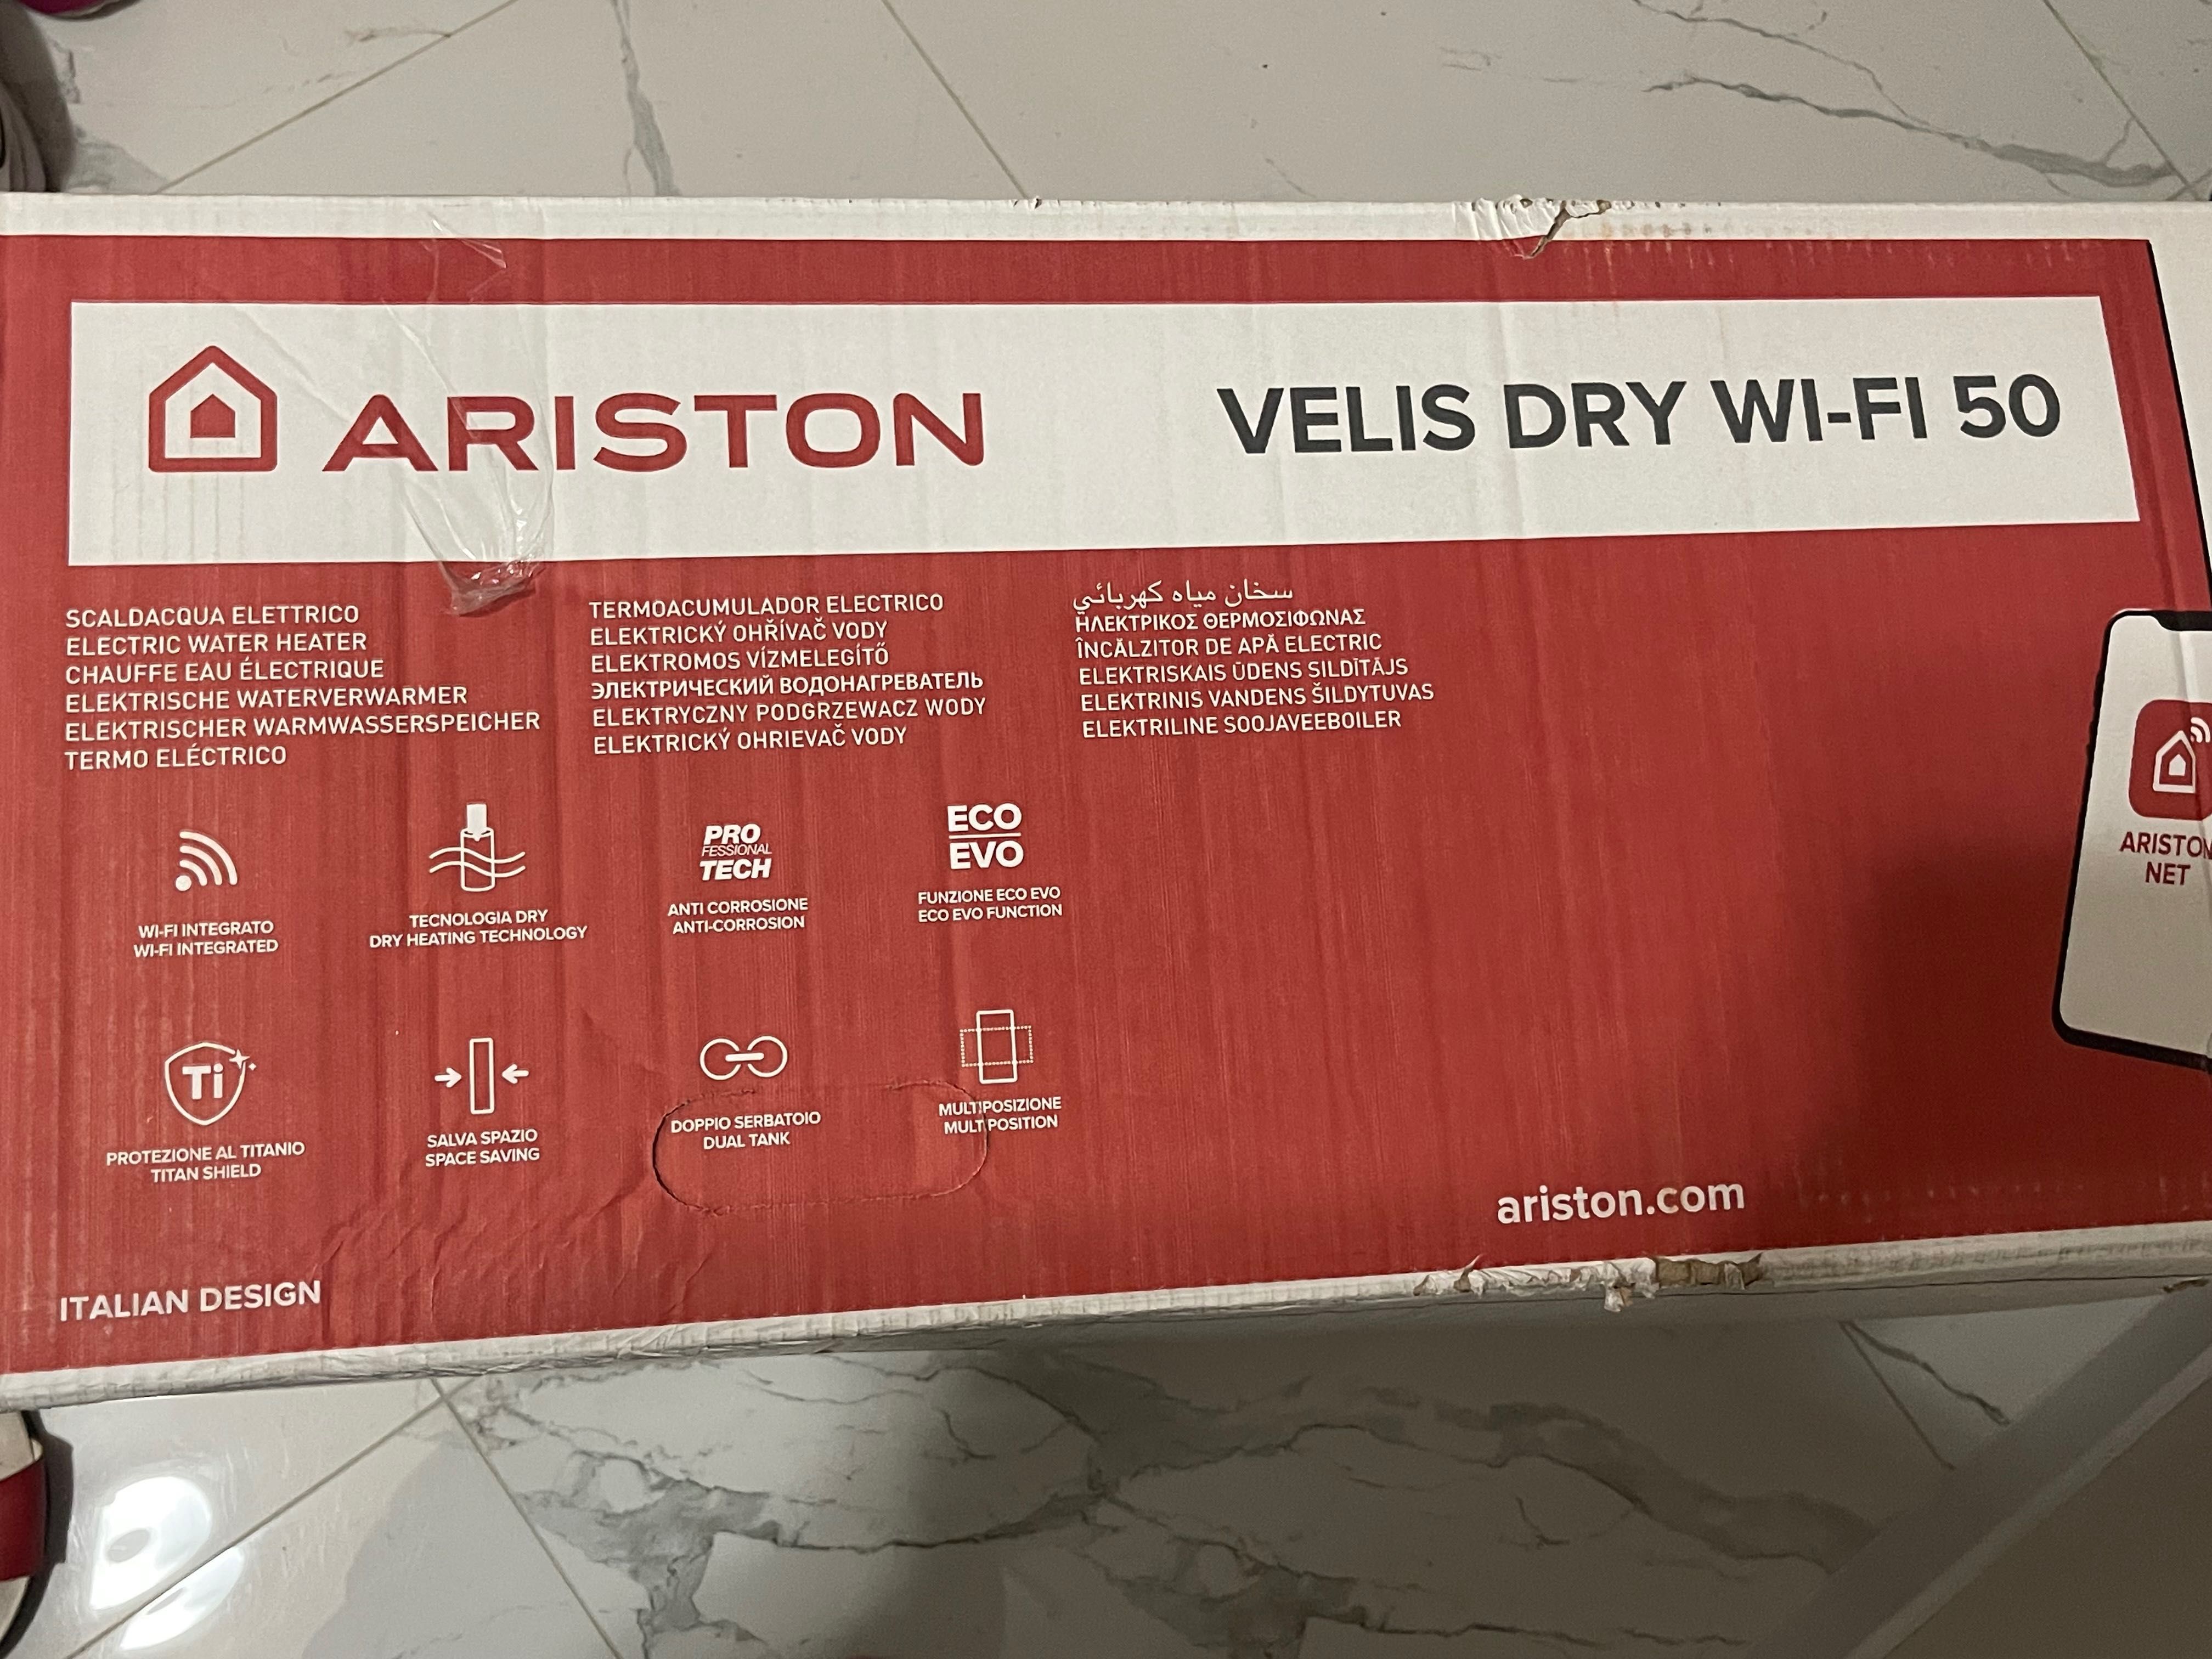 ARISTON
VELIS DRY WI-FI 50
SCALDACQUA ELETTRICO
ELECTRIC WATER HEATER
CHAUFFE EAU ÉLECTRIQUE
ELEKTRISCHE WATERVERWARMER
ELEKTRISCHER WARMWASSERSPEICHER
TERMO ELÉCTRICO
TERMOACUMULADOR ELECTRICO
ELEKTRICKÝ OHŘÍVAČ VODY
ELEKTROMOS VÍZMELEGÍTŐ
ЭЛЕКТРИЧЕСКИЙ ВОДОНАГРЕВАТЕЛЬ
ELEKTRYCZNY PODGRZEWACZ WODY
ELEKTRICKÝ OHRIEVAČ VODY
سخان مياه كهربائي
ΗΛΕΚΤΡΙΚΟΣ ΘΕΡΜΟΣΙΦΩΝΑΣ
ÎNCĂLZITOR DE APĂ ELECTRIC
ELEKTRISKAIS ŪDENS SILDĪTĀJS
ELEKTRINIS VANDENS ŠILDYTUVAS
ELEKTRILINE SOOJAVEEBOILER
WI-FI INTEGRATO
WI-FI INTEGRATED
TECNOLOGIA DRY
DRY HEATING TECHNOLOGY
PRO
FESSIONAL
TECH
ANTI CORROSIONE
ANTI-CORROSION
ECO
EVO
FUNZIONE ECO EVO
ECO EVO FUNCTION
Ti
PROTEZIONE AL TITANIO
TITAN SHIELD
SALVA SPAZIO
SPACE SAVING
DOPPIO SERBATOIO
DUAL TANK
MULTIPOSIZIONE
MULTIPOSITION
ARISTON
NET
ariston.com
ITALIAN DESIGN